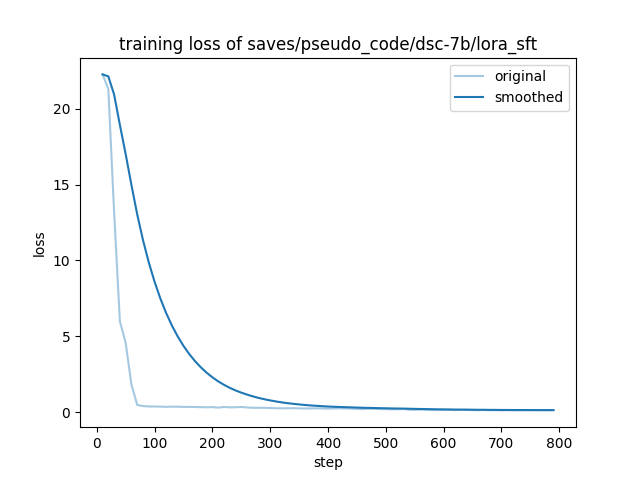 training loss of saves/pseudo_code/dsc-7b/lora_sft
original
smoothed
20
15
10
5
0
loss
0 100 200 300 400 500 600 700 800
step